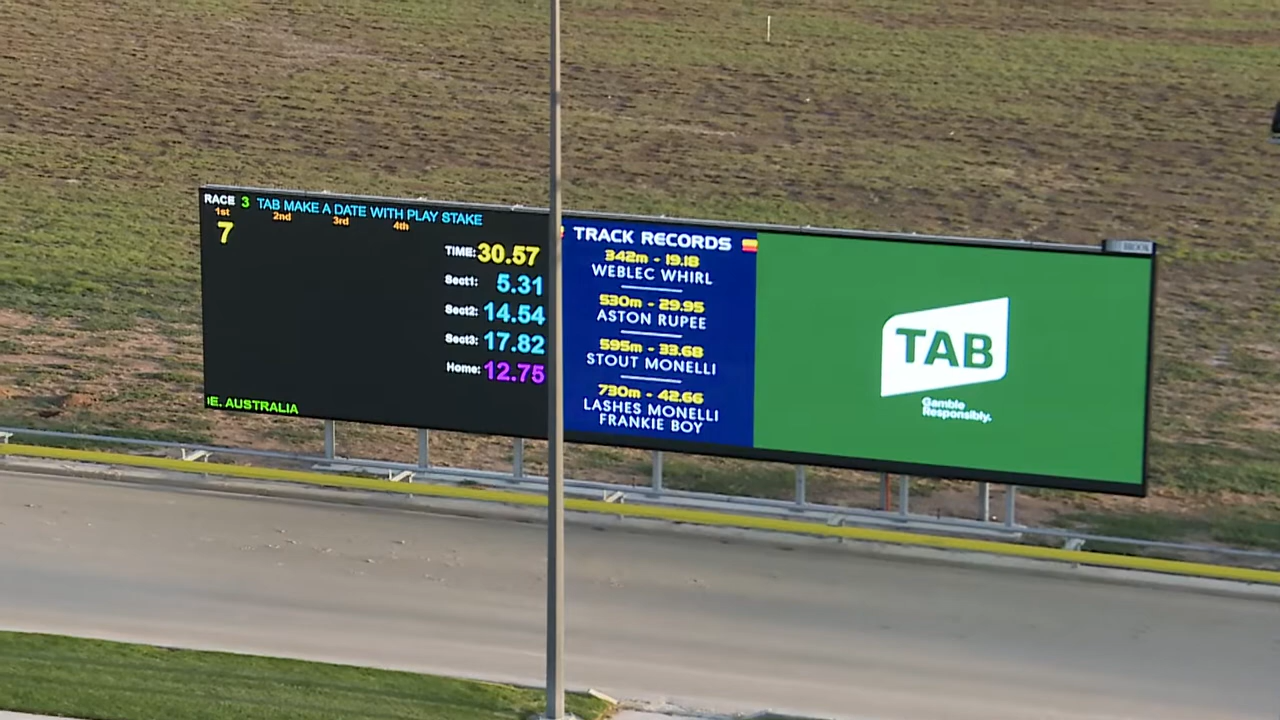 RACE 3 TAB MAKE A DATE WITH PLAY STAKE
1st 2nd 3rd 4th
7
TIME: 30.57
Sect1: 5.31
Sect2: 14.54
Sect3: 17.82
Home: 12.75
E. AUSTRALIA
TRACK RECORDS
342m - 19.18
WEBLEC WHIRL
530m - 29.95
ASTON RUPEE
595m - 33.68
STOUT MONELLI
730m - 42.66
LASHES MONELLI
FRANKIE BOY
TAB
Gamble
Responsibly.